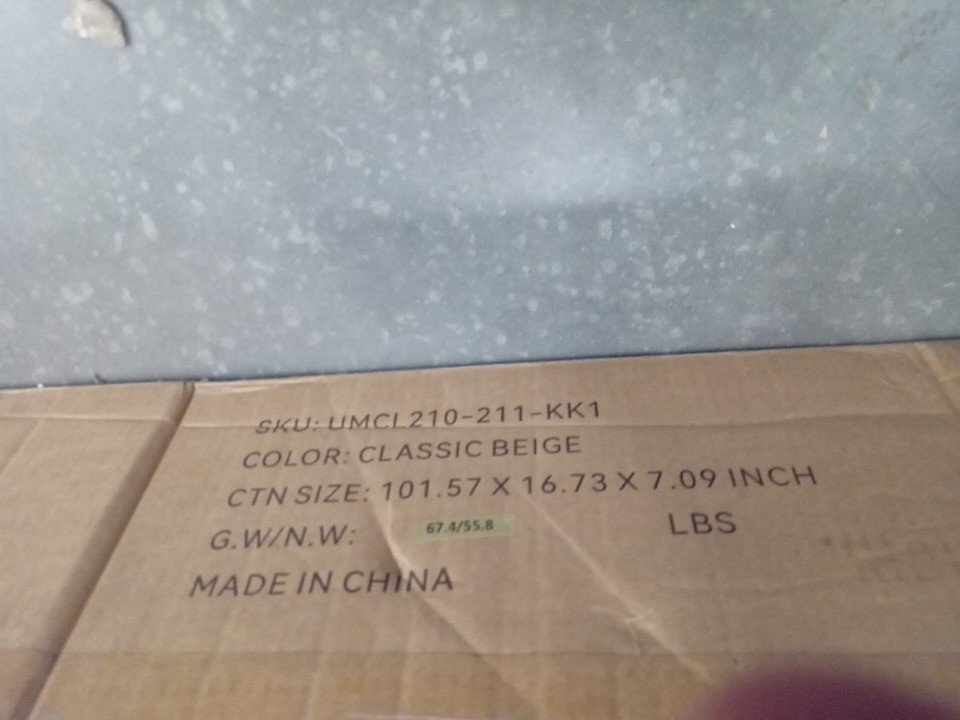 SKU: UMCL210-211-KK1
COLOR: CLASSIC BEIGE
CTN SIZE: 101.57 X 16.73 X 7.09 INCH
G.W/N.W: 67.4/55.8 LBS
MADE IN CHINA